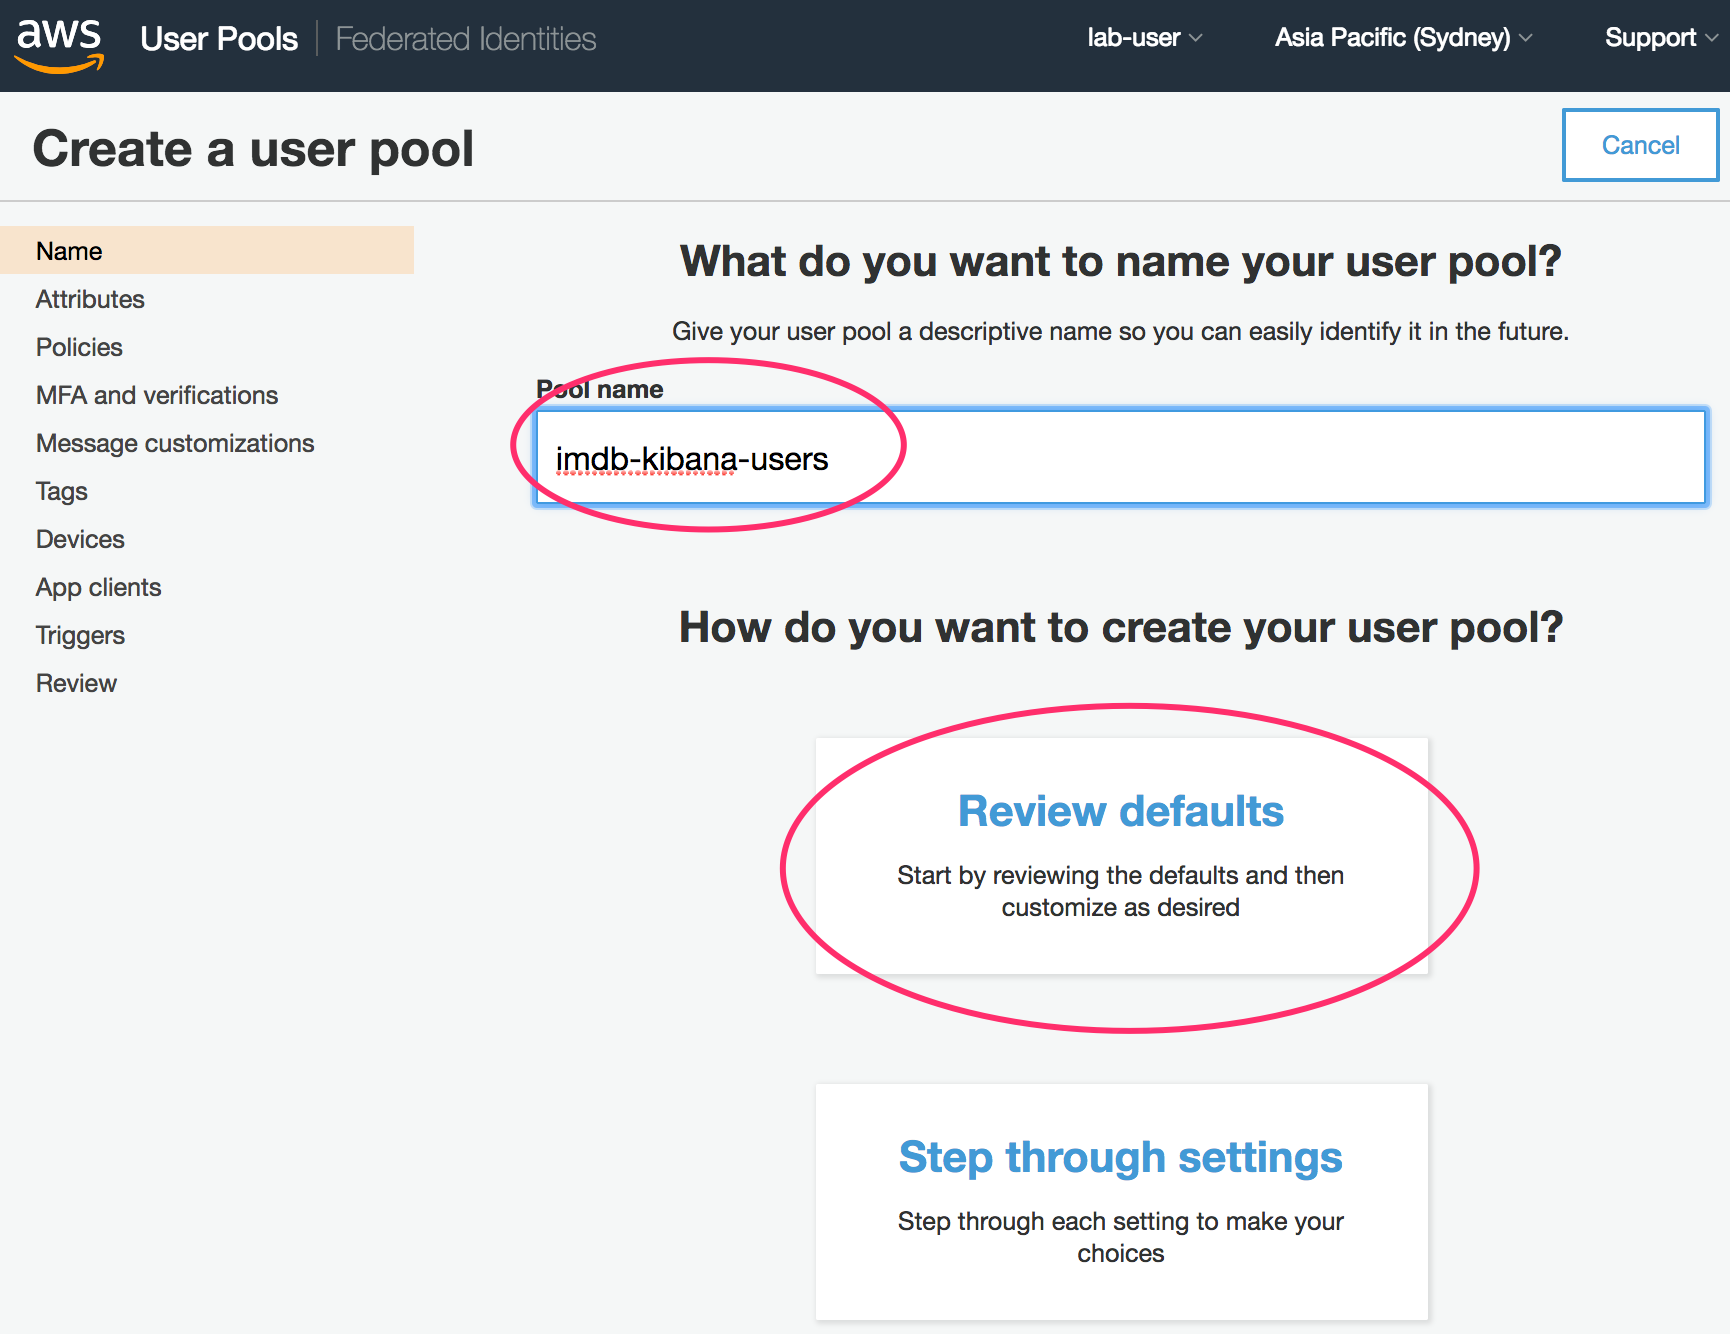 aws User Pools Federated Identities lab-user Asia Pacific (Sydney) Support
Create a user pool
Cancel
Name
Attributes
Policies
MFA and verifications
Message customizations
Tags
Devices
App clients
Triggers
Review
What do you want to name your user pool?
Give your user pool a descriptive name so you can easily identify it in the future.
Pool name
imdb-kibana-users
How do you want to create your user pool?
Review defaults
Start by reviewing the defaults and then
customize as desired
Step through settings
Step through each setting to make your
choices